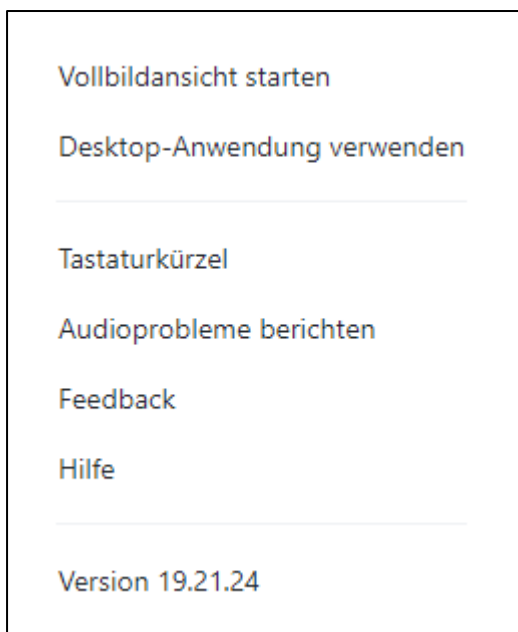 Vollbildansicht starten
Desktop-Anwendung verwenden
Tastaturkürzel
Audioprobleme berichten
Feedback
Hilfe
Version 19.21.24